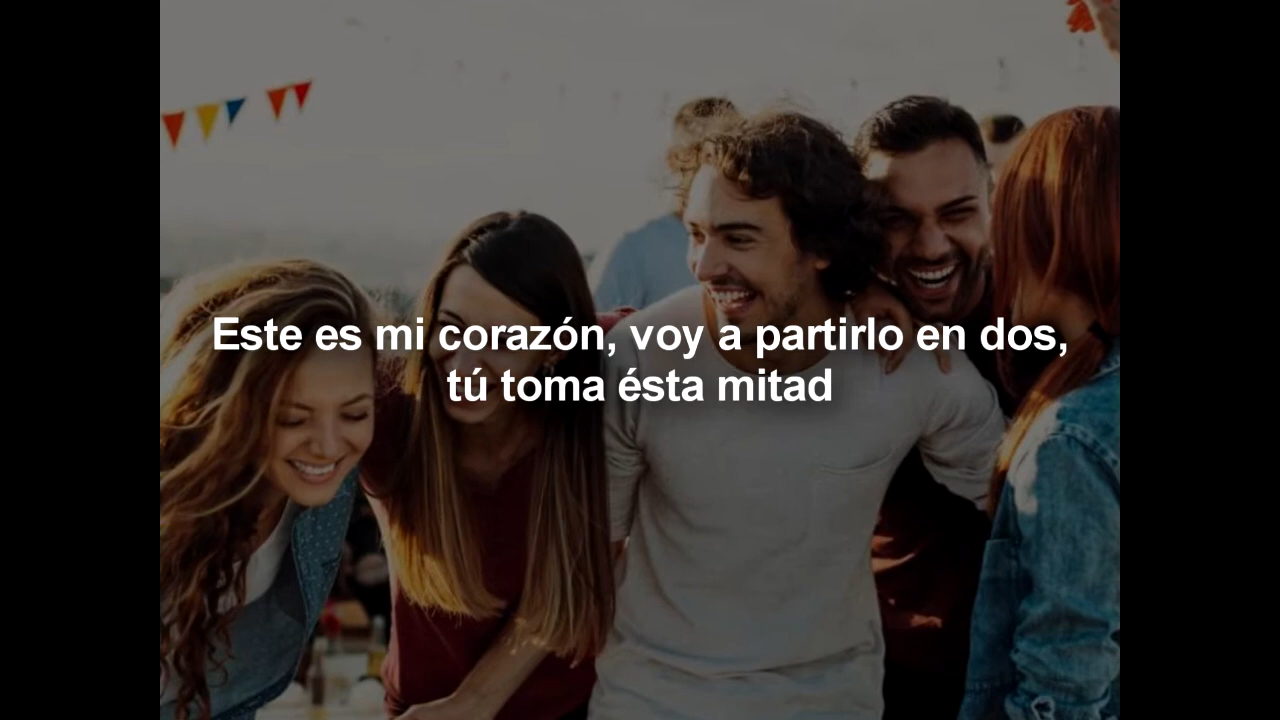 Este es mi corazón, voy a partirlo en dos,
tú toma ésta mitad